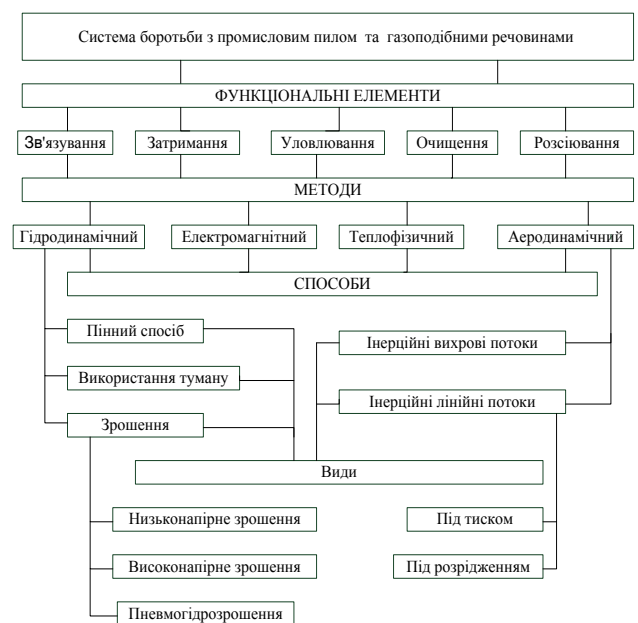 Система боротьби з промисловим пилом та газоподібними речовинами
ФУНКЦІОНАЛЬНІ ЕЛЕМЕНТИ
Зв'язування
Затримання
Уловлювання
Очищення
Розсіювання
МЕТОДИ
Гідродинамічний
Електромагнітний
Теплофізичний
Аеродинамічний
СПОСОБИ
Пінний спосіб
Інерційні вихрові потоки
Використання туману
Інерційні лінійні потоки
Зрошення
Види
Низьконапірне зрошення
Під тиском
Високонапірне зрошення
Під розрідженням
Пневмогідрозрошення